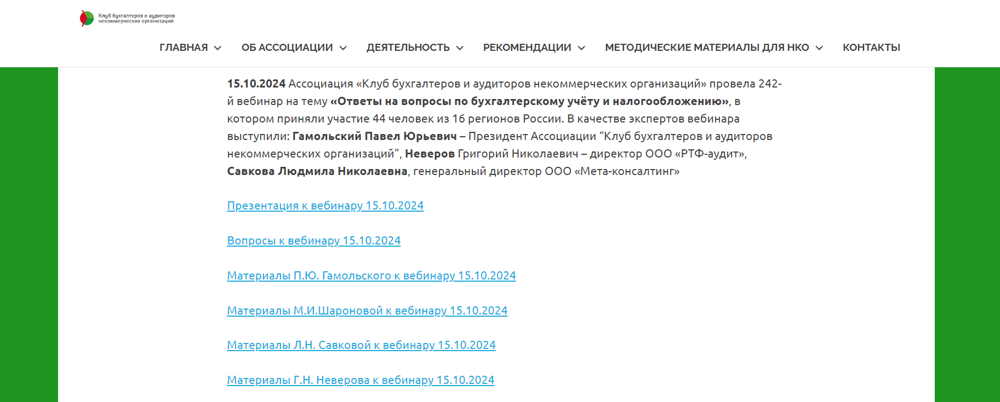 Клуб бухгалтеров и аудиторов
некоммерческих организаций
ГЛАВНАЯ ОБ АССОЦИАЦИИ ДЕЯТЕЛЬНОСТЬ РЕКОМЕНДАЦИИ МЕТОДИЧЕСКИЕ МАТЕРИАЛЫ ДЛЯ НКО КОНТАКТЫ
15.10.2024 Ассоциация «Клуб бухгалтеров и аудиторов некоммерческих организаций» провела 242-
й вебинар на тему «Ответы на вопросы по бухгалтерскому учёту и налогообложению», в
котором приняли участие 44 человек из 16 регионов России. В качестве экспертов вебинара
выступили: Гамольский Павел Юрьевич – Президент Ассоциации “Клуб бухгалтеров и аудиторов
некоммерческих организаций”, Неверов Григорий Николаевич – директор ООО «РТФ-аудит»,
Савкова Людмила Николаевна, генеральный директор ООО «Мета-консалтинг»
Презентация к вебинару 15.10.2024
Вопросы к вебинару 15.10.2024
Материалы П.Ю. Гамольского к вебинару 15.10.2024
Материалы М.И.Шароновой к вебинару 15.10.2024
Материалы Л.Н. Савковой к вебинару 15.10.2024
Материалы Г.Н. Неверова к вебинару 15.10.2024